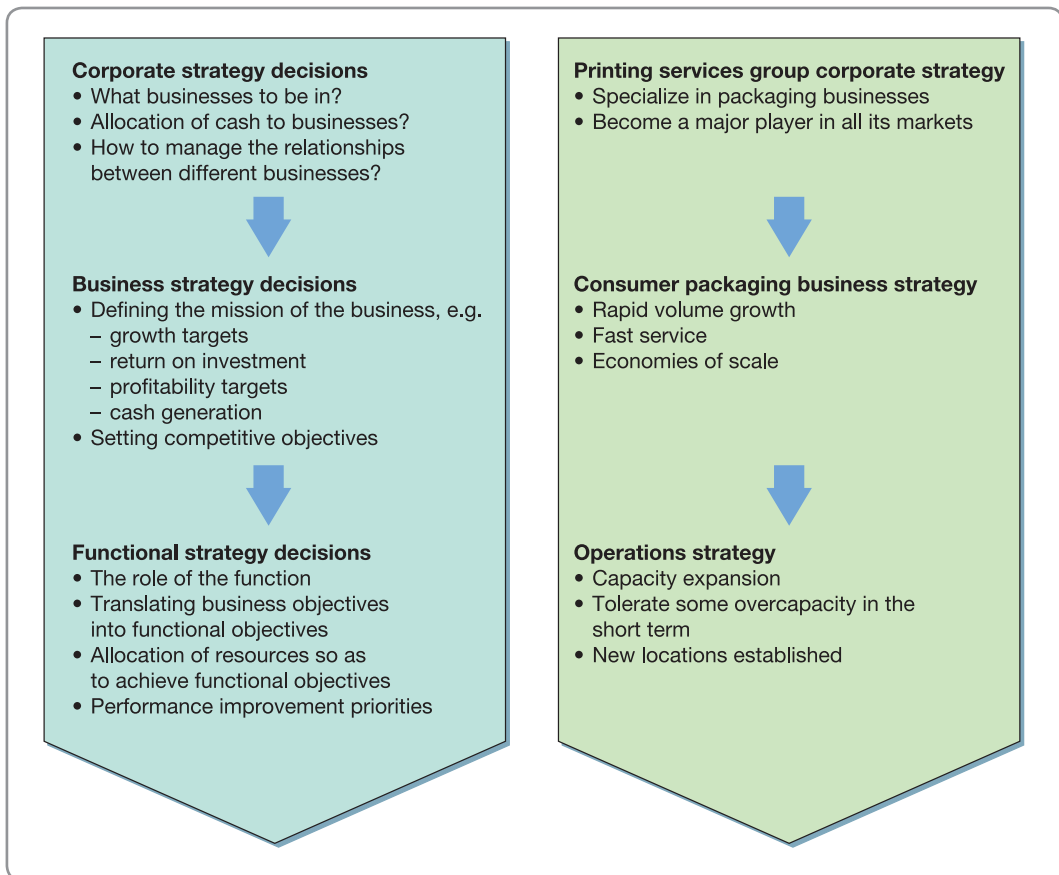 Corporate strategy decisions
• What businesses to be in?
• Allocation of cash to businesses?
• How to manage the relationships
between different businesses?
Business strategy decisions
• Defining the mission of the business, e.g.
– growth targets
– return on investment
– profitability targets
– cash generation
• Setting competitive objectives
Functional strategy decisions
• The role of the function
• Translating business objectives
into functional objectives
• Allocation of resources so as
to achieve functional objectives
• Performance improvement priorities
Printing services group corporate strategy
• Specialize in packaging businesses
• Become a major player in all its markets
Consumer packaging business strategy
• Rapid volume growth
• Fast service
• Economies of scale
Operations strategy
• Capacity expansion
• Tolerate some overcapacity in the
short term
• New locations established